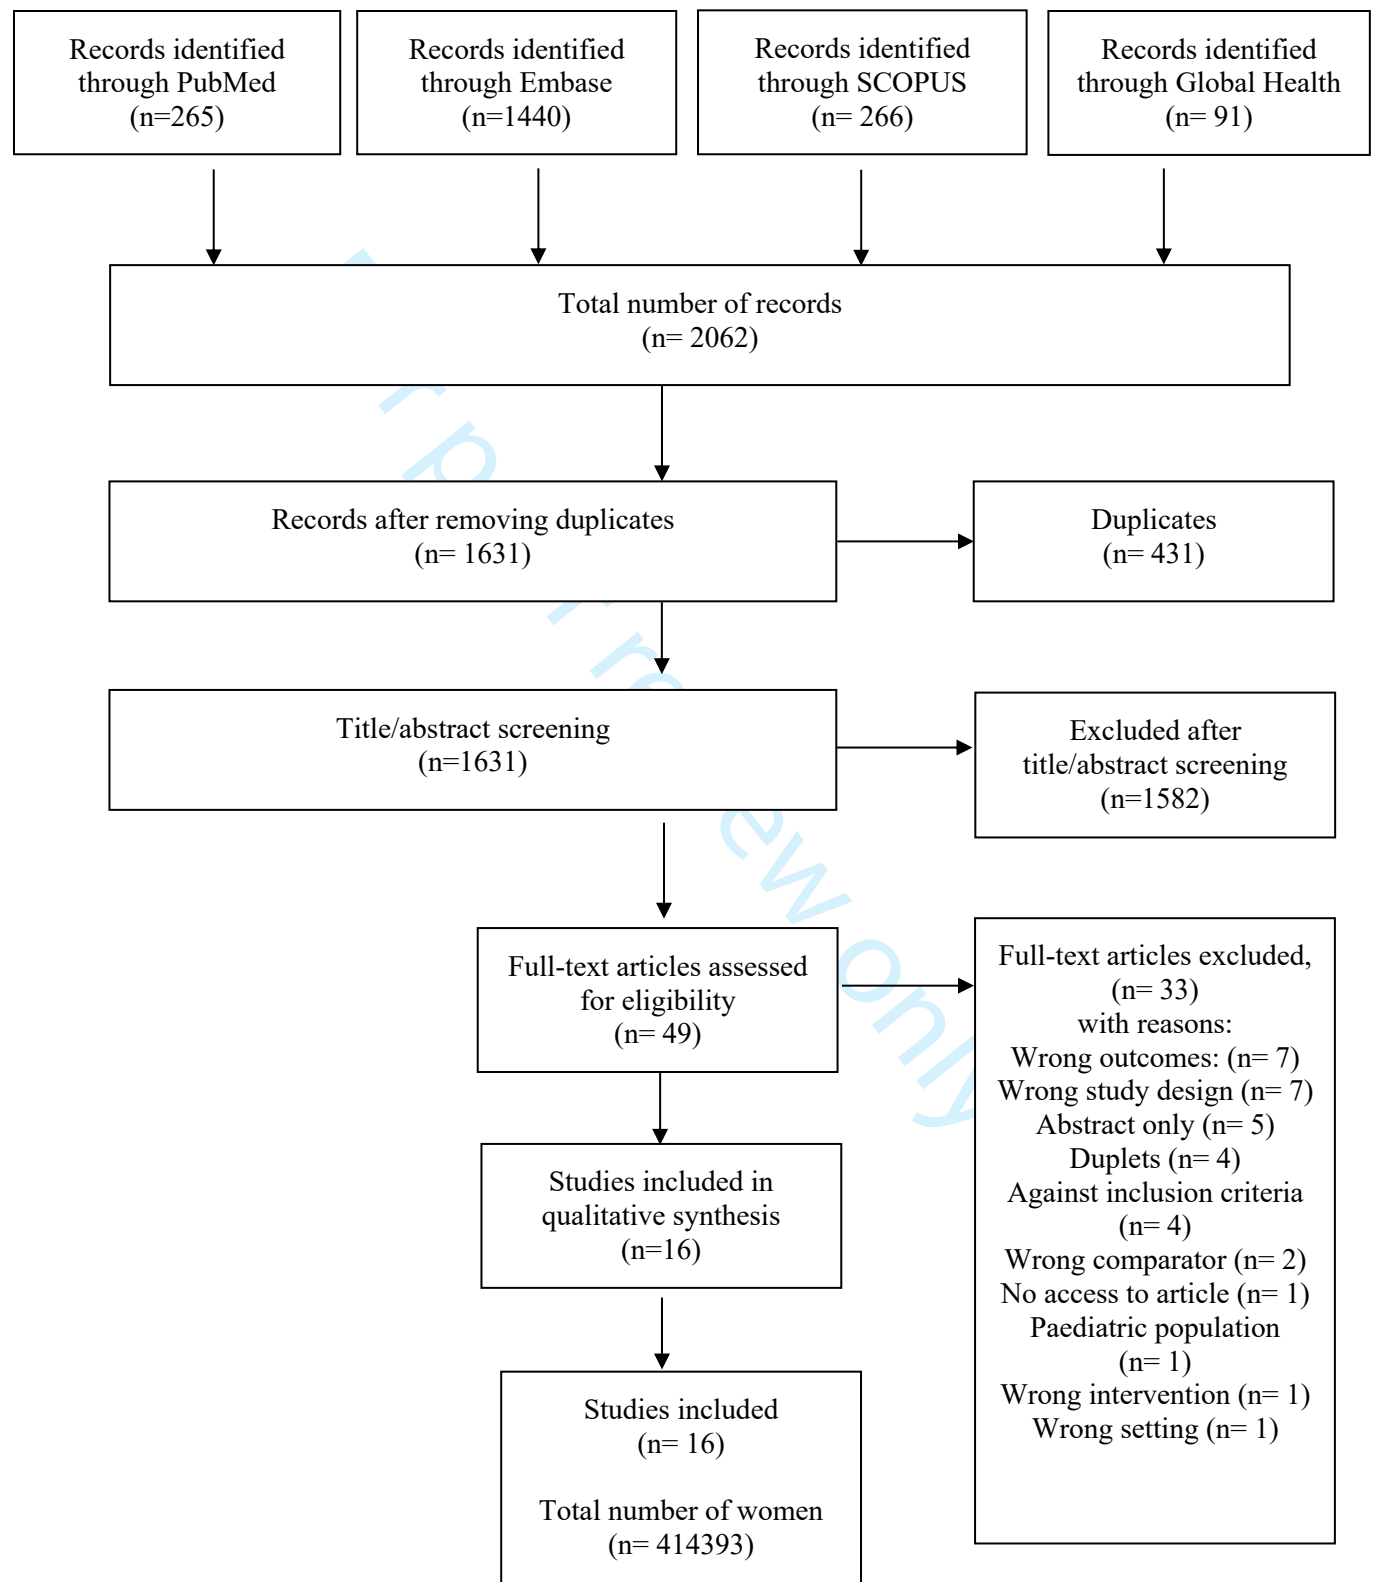 Records identified
through PubMed
(n=265)
Records identified
through Embase
(n=1440)
Records identified
through SCOPUS
(n= 266)
Records identified
through Global Health
(n= 91)
Total number of records
(n= 2062)
Records after removing duplicates
(n= 1631)
Duplicates
(n= 431)
Title/abstract screening
(n=1631)
Excluded after
title/abstract screening
(n=1582)
Full-text articles assessed
for eligibility
(n= 49)
Full-text articles excluded,
(n= 33)
with reasons:
Wrong outcomes: (n= 7)
Wrong study design (n= 7)
Abstract only (n= 5)
Duplets (n= 4)
Against inclusion criteria
(n= 4)
Wrong comparator (n= 2)
No access to article (n= 1)
Paediatric population
(n= 1)
Wrong intervention (n= 1)
Wrong setting (n= 1)
Studies included in
qualitative synthesis
(n=16)
Studies included
(n= 16)
Total number of women
(n= 414393)